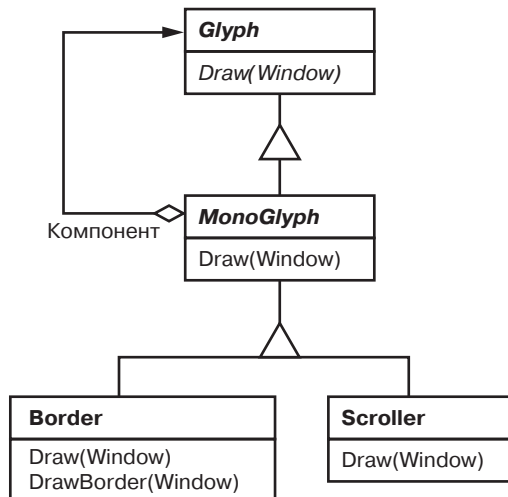 Glyph
Draw(Window)
MonoGlyph
Компонент
Draw(Window)
Border
Draw(Window)
DrawBorder(Window)
Scroller
Draw(Window)